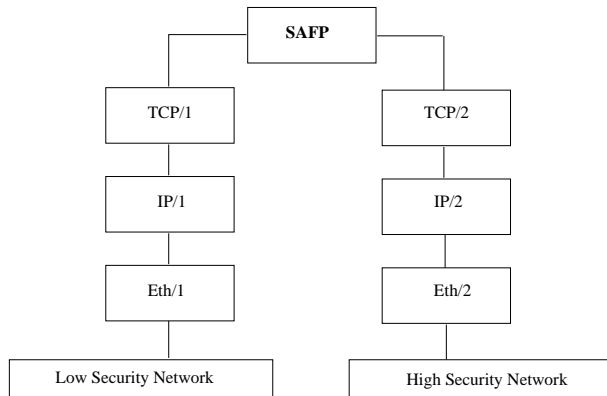 SAFP
TCP/1
TCP/2
IP/1
IP/2
Eth/1
Eth/2
Low Security Network
High Security Network